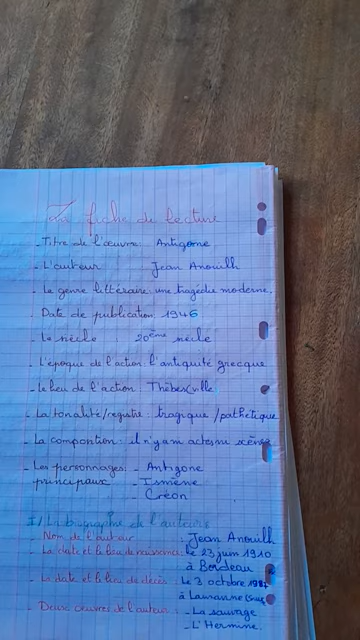 La fiche de lecture
- Titre de l'œuvre : Antigone
- L'auteur Jean Anouilh
- Le genre littéraire : une tragédie moderne.
- Date de publication : 1946
- Le siècle : 20ème siècle
- L'époque de l'action : l'antiquité grecque
- Le lieu de l'action : Thèbes (ville)
- La tonalité/registre : tragique / pathétique
- La composition : il n'y a ni actes ni scènes
- Les personnages : - Antigone
principaux - Ismène
- Créon
I / La biographie de l'auteur
- Nom de l'auteur : Jean Anouilh
- La date et le lieu de naissance : le 23 juin 1910
à Bordeau
- La date et le lieu de décès : Le 3 octobre 1987
à Lausanne
- Deux œuvres de l'auteur : - La sauvage
- L'Hermine.